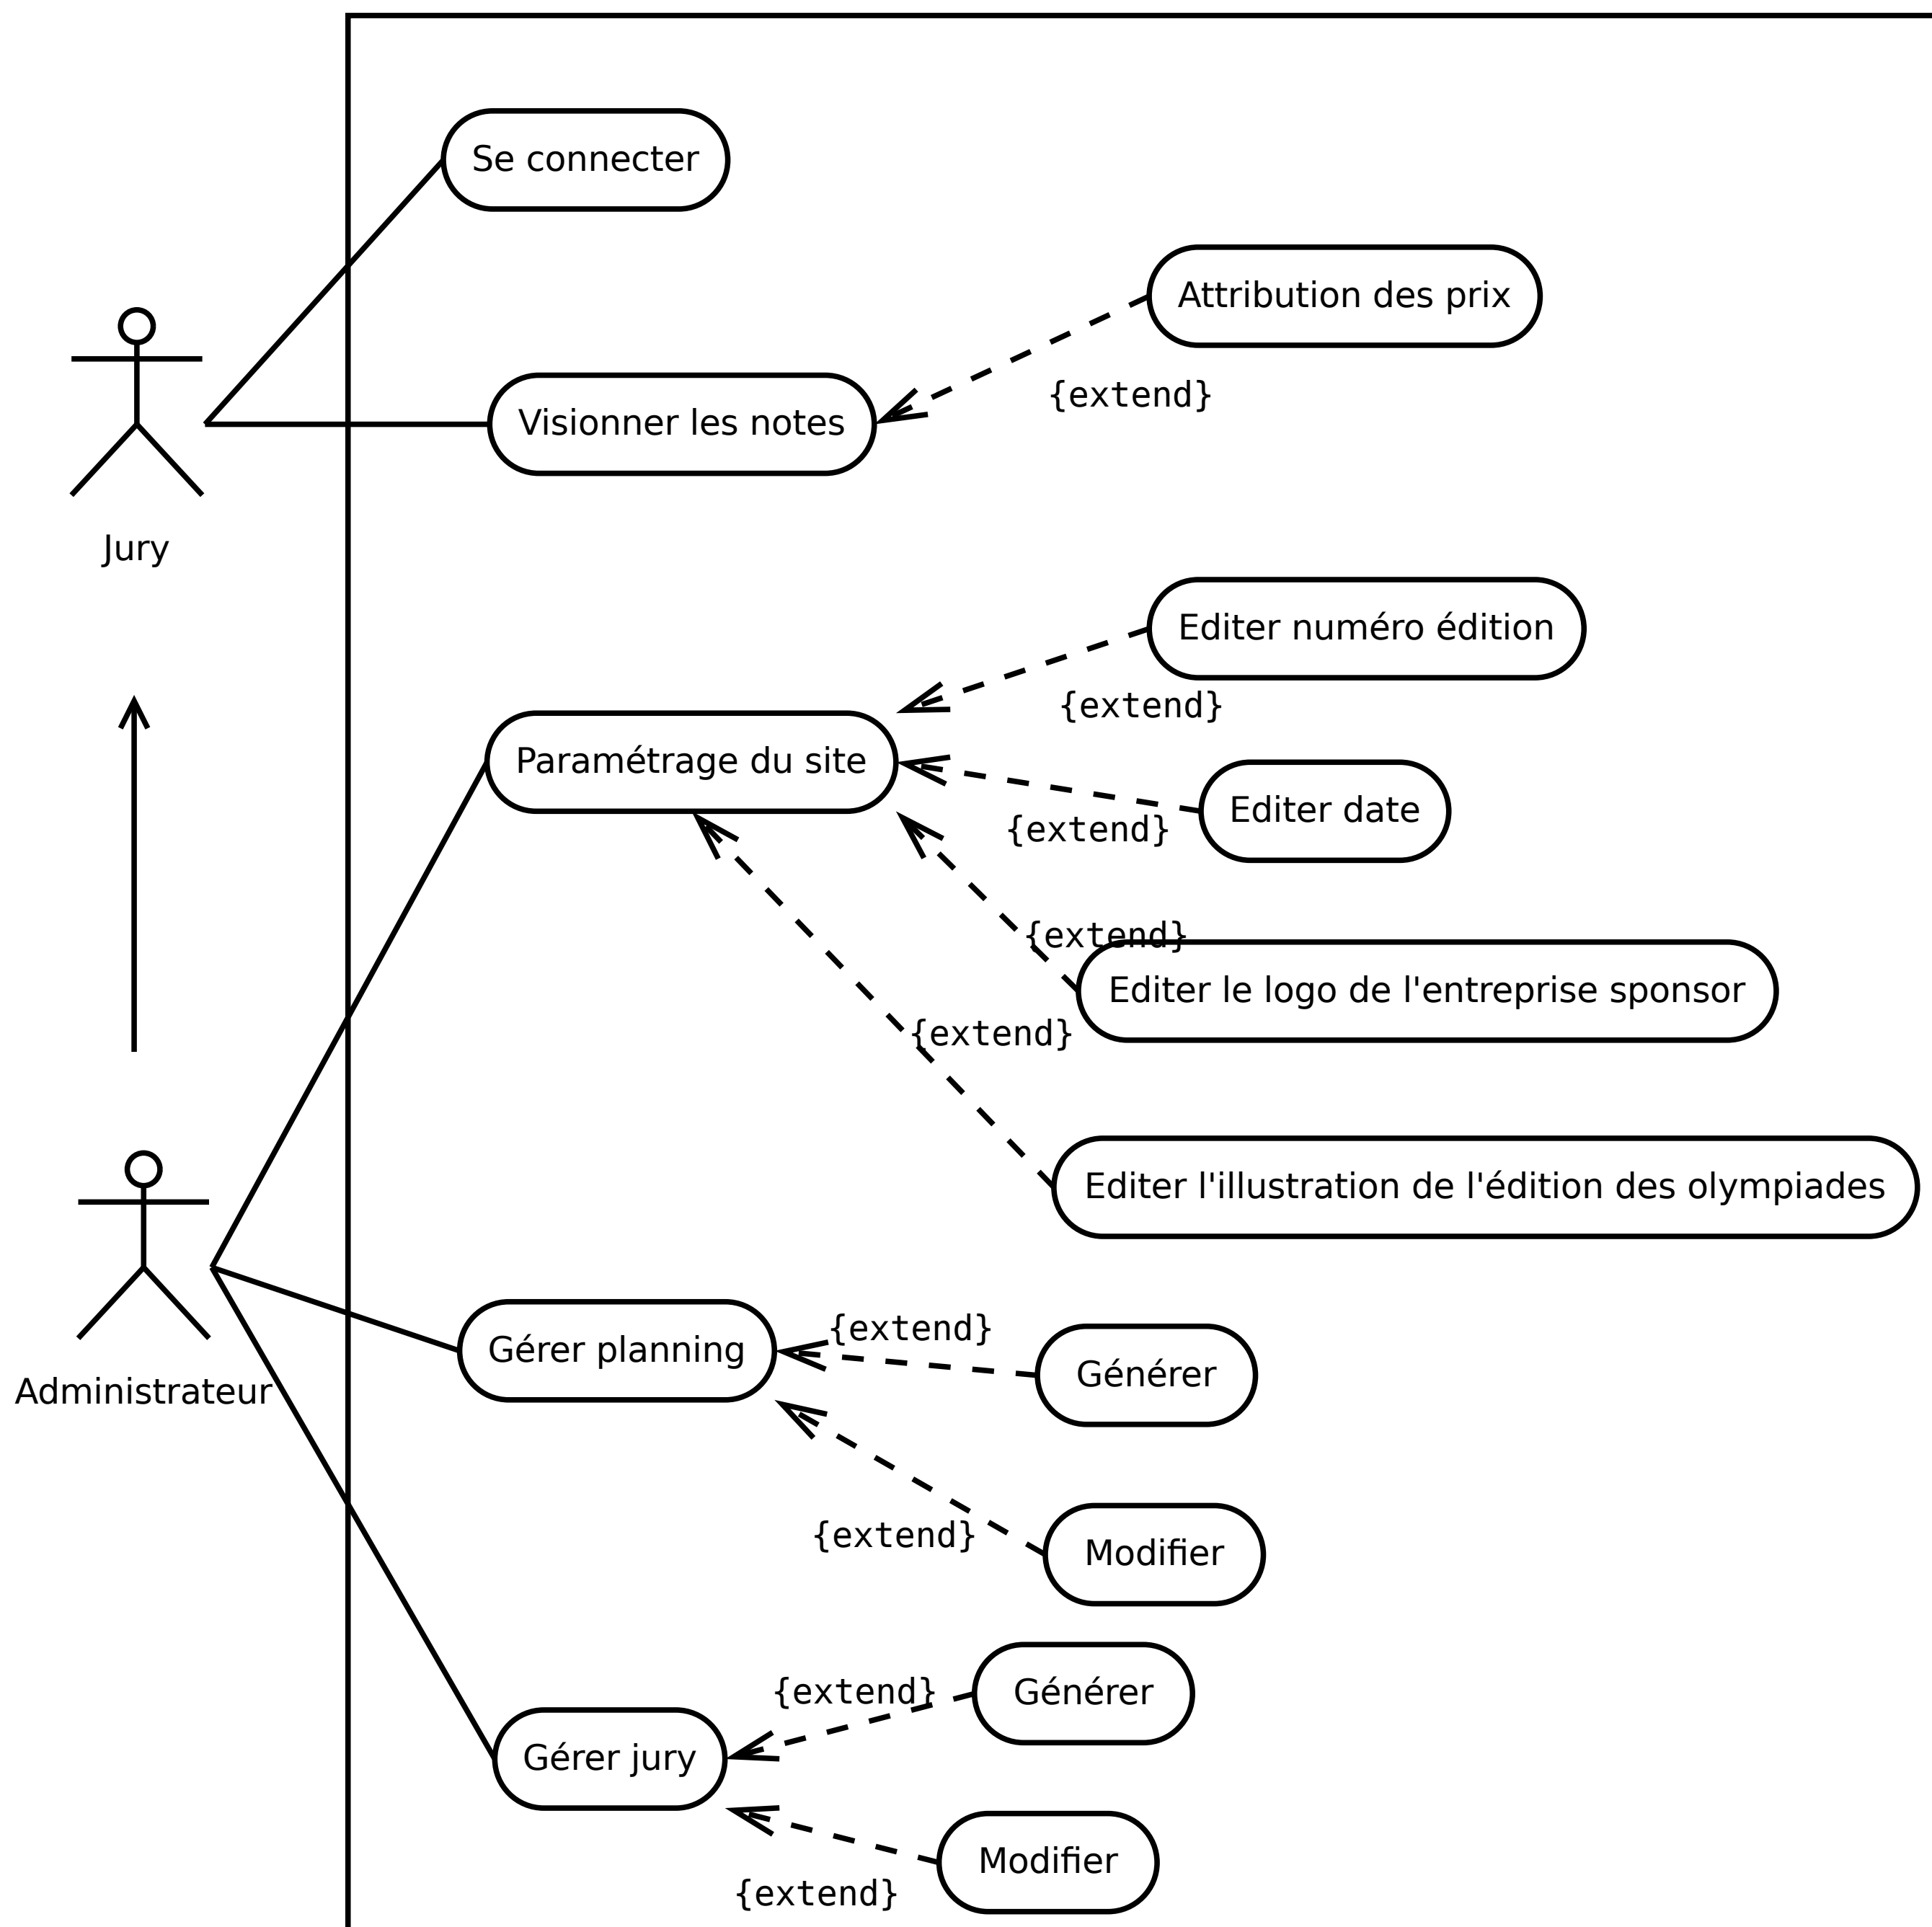 Se connecter
Attribution des prix
{extend}
Visionner les notes
Jury
Editer numéro édition
{extend}
Paramétrage du site
Editer date
{extend}
{extend}
Editer le logo de l'entreprise sponsor
{extend}
Editer l'illustration de l'édition des olympiades
{extend}
Gérer planning
Générer
Administrateur
{extend}
Modifier
{extend}
Générer
Gérer jury
Modifier
{extend}